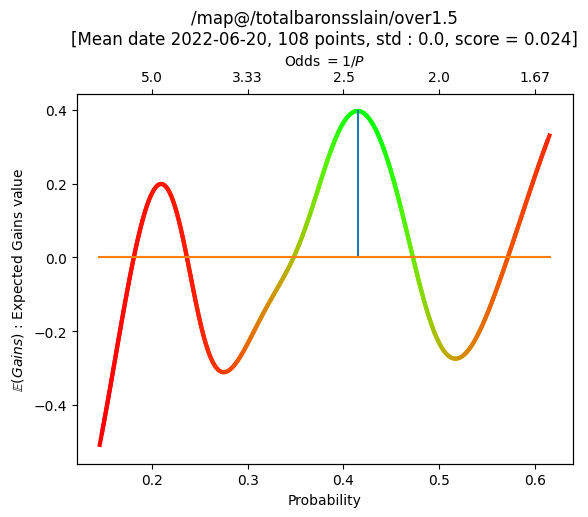 /map@/totalbaronsslain/over1.5
[Mean date 2022-06-20, 108 points, std : 0.0, score = 0.024]
Odds = 1/P
5.0 3.33 2.5 2.0 1.67
0.4
0.2
0.0
−0.2
−0.4
𝔼(Gains) : Expected Gains value
0.2 0.3 0.4 0.5 0.6
Probability